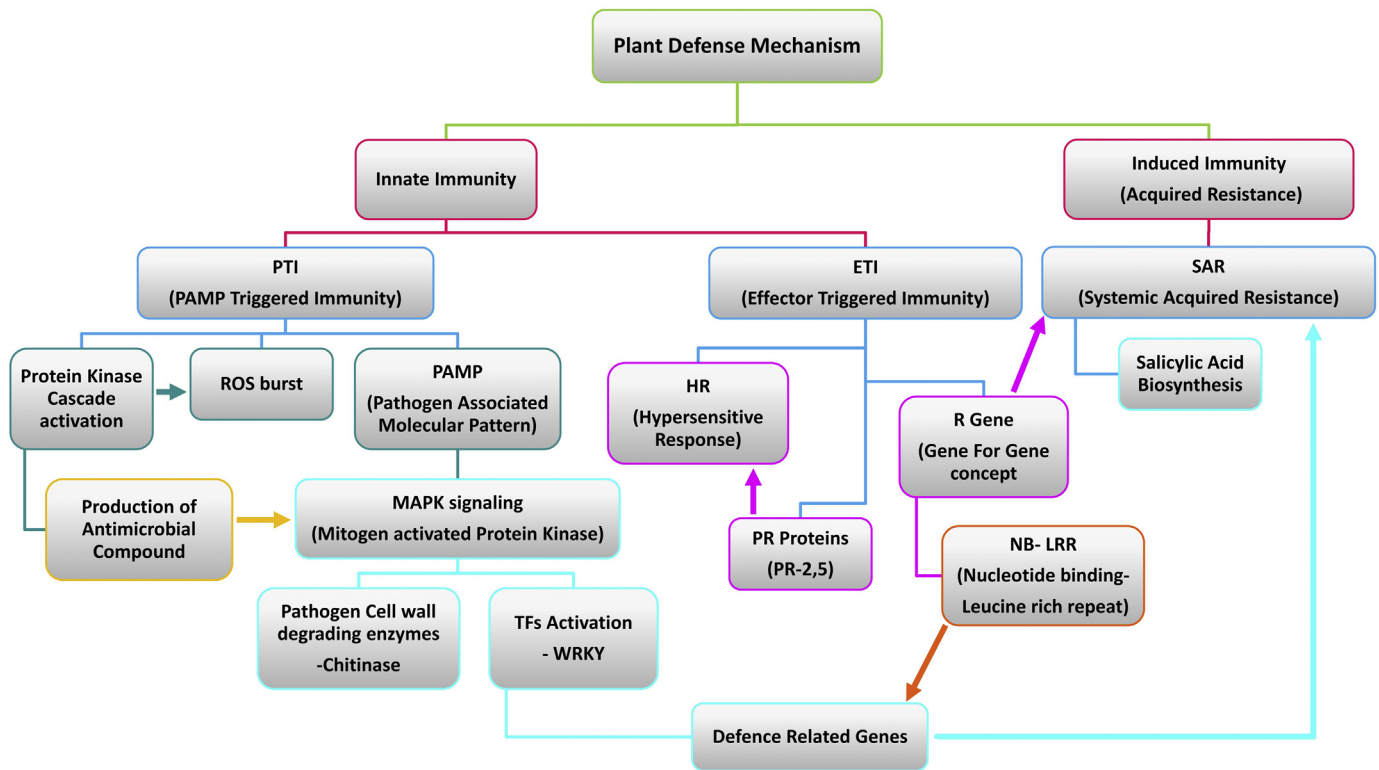 Plant Defense Mechanism
Innate Immunity
Induced Immunity
(Acquired Resistance)
PTI
(PAMP Triggered Immunity)
ETI
(Effector Triggered Immunity)
SAR
(Systemic Acquired Resistance)
Protein Kinase
Cascade
activation
ROS burst
PAMP
(Pathogen Associated
Molecular Pattern)
HR
(Hypersensitive
Response)
R Gene
(Gene For Gene
concept
Salicylic Acid
Biosynthesis
Production of
Antimicrobial
Compound
MAPK signaling
(Mitogen activated Protein Kinase)
PR Proteins
(PR-2,5)
NB- LRR
(Nucleotide binding-
Leucine rich repeat)
Pathogen Cell wall
degrading enzymes
-Chitinase
TFs Activation
- WRKY
Defence Related Genes